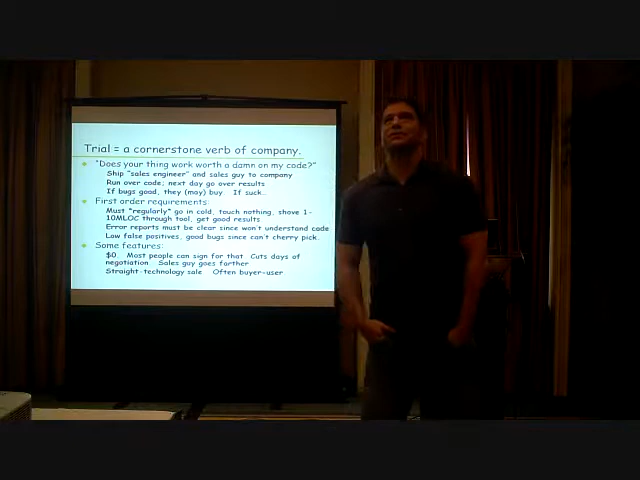 Trial = a cornerstone verb of company.
"Does your thing work worth a damn on my code?"
Ship "sales engineer" and sales guy to company
Run over code; next day go over results
If bugs good, they (may) buy. If suck..
First order requirements:
Must "regularly" go in cold, touch nothing, shove 1-
10MLOC through tool, get good results
Error reports must be clear since won't understand code
Low false positives, good bugs since can't cherry pick.
Some features:
$0. Most people can sign for that Cuts days of
negotiation Sales guy goes farther
Straight-technology sale Often buyer-user